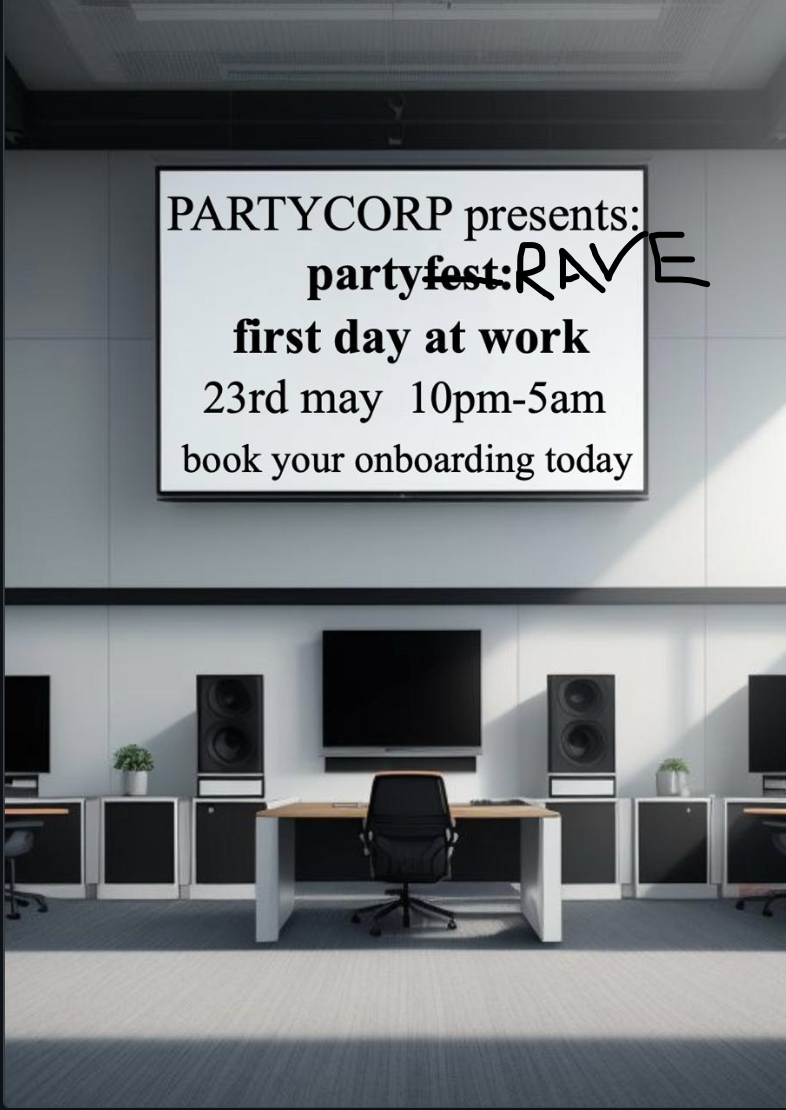 PARTYCORP presents:
partyfest:RAVE
first day at work
23rd may 10pm-5am
book your onboarding today